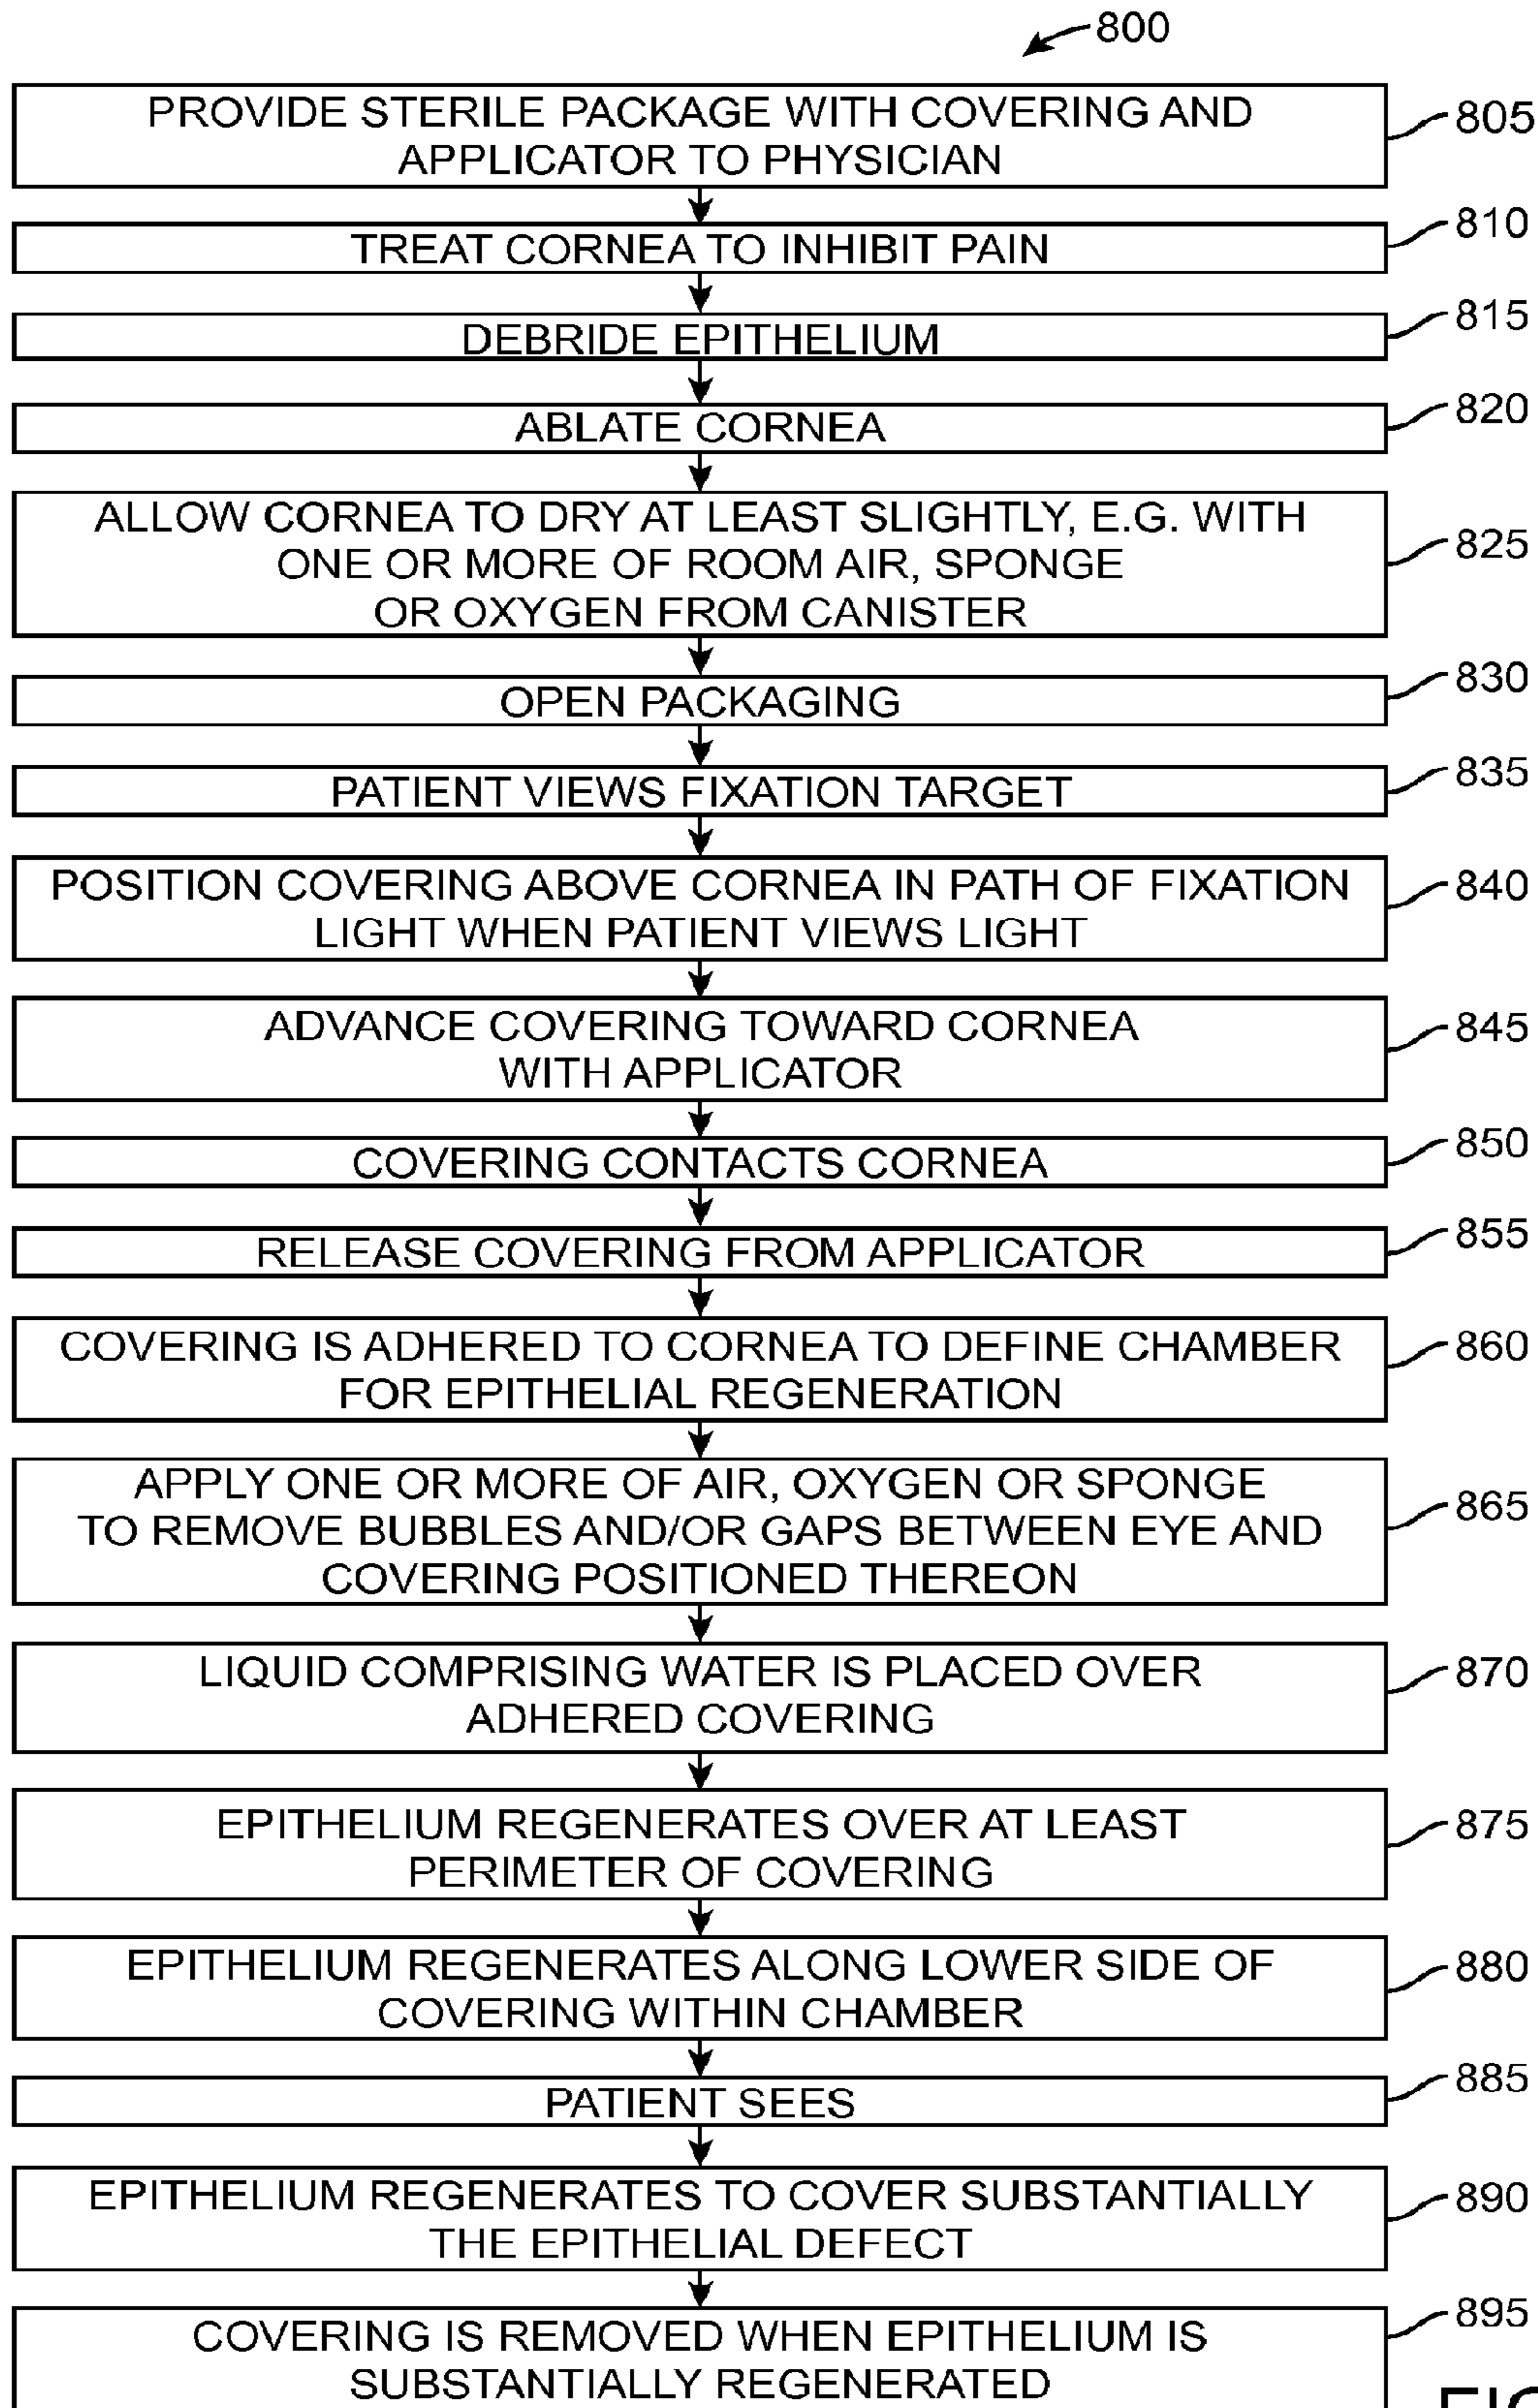 800
PROVIDE STERILE PACKAGE WITH COVERING AND
APPLICATOR TO PHYSICIAN
805
TREAT CORNEA TO INHIBIT PAIN
810
DEBRIDE EPITHELIUM
815
ABLATE CORNEA
820
ALLOW CORNEA TO DRY AT LEAST SLIGHTLY, E.G. WITH
ONE OR MORE OF ROOM AIR, SPONGE
OR OXYGEN FROM CANISTER
825
OPEN PACKAGING
830
PATIENT VIEWS FIXATION TARGET
835
POSITION COVERING ABOVE CORNEA IN PATH OF FIXATION
LIGHT WHEN PATIENT VIEWS LIGHT
840
ADVANCE COVERING TOWARD CORNEA
WITH APPLICATOR
845
COVERING CONTACTS CORNEA
850
RELEASE COVERING FROM APPLICATOR
855
COVERING IS ADHERED TO CORNEA TO DEFINE CHAMBER
FOR EPITHELIAL REGENERATION
860
APPLY ONE OR MORE OF AIR, OXYGEN OR SPONGE
TO REMOVE BUBBLES AND/OR GAPS BETWEEN EYE AND
COVERING POSITIONED THEREON
865
LIQUID COMPRISING WATER IS PLACED OVER
ADHERED COVERING
870
EPITHELIUM REGENERATES OVER AT LEAST
PERIMETER OF COVERING
875
EPITHELIUM REGENERATES ALONG LOWER SIDE OF
COVERING WITHIN CHAMBER
880
PATIENT SEES
885
EPITHELIUM REGENERATES TO COVER SUBSTANTIALLY
THE EPITHELIAL DEFECT
890
COVERING IS REMOVED WHEN EPITHELIUM IS
SUBSTANTIALLY REGENERATED
895